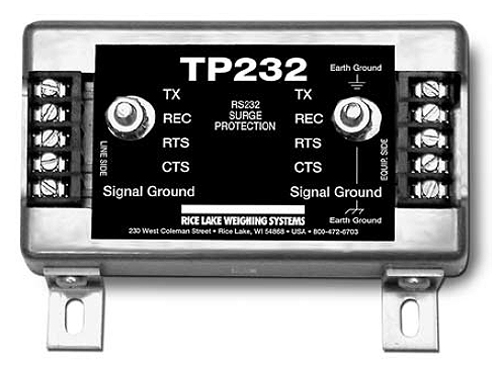 TP232
Earth Ground
TX
REC
RTS
CTS
Signal Ground
LINE SIDE
RS232
SURGE
PROTECTION
TX
REC
RTS
CTS
Signal Ground
EQUIP. SIDE
Earth Ground
RICE LAKE WEIGHING SYSTEMS
230 West Coleman Street • Rice Lake, WI 54868 • USA • 800-472-6703